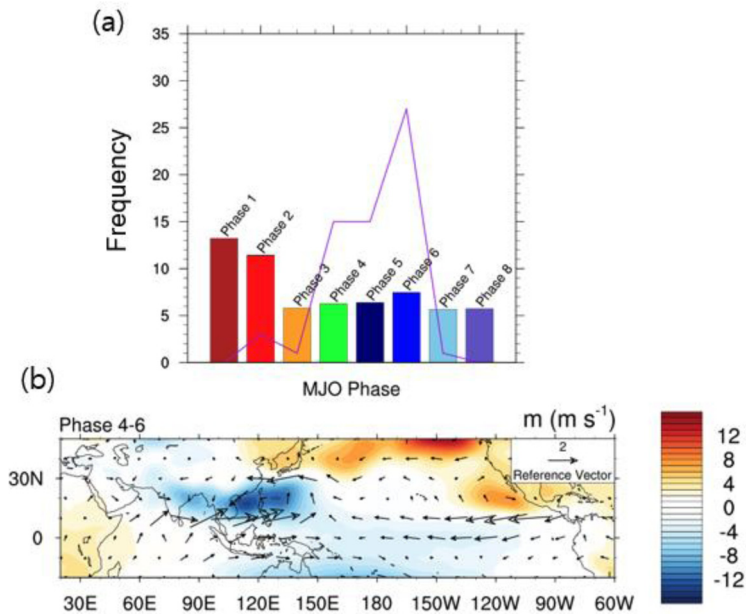 (a)
35
30
25
20
15
10
5
0
Frequency
Phase 1
Phase 2
Phase 3
Phase 4
Phase 5
Phase 6
Phase 7
Phase 8
MJO Phase
(b)
Phase 4-6
m (m s⁻¹)
2
Reference Vector
30N
0
30E 60E 90E 120E 150E 180 150W 120W 90W 60W
12
8
4
0
-4
-8
-12